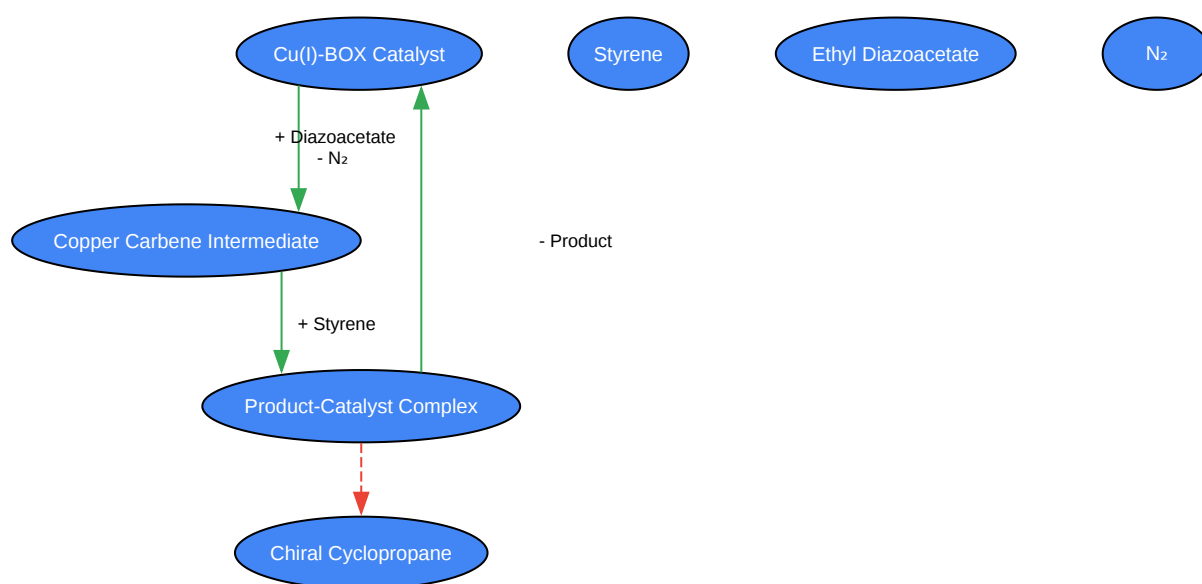 Cu(I)-BOX Catalyst
Styrene
Ethyl Diazoacetate
N₂
+ Diazoacetate
- N₂
Copper Carbene Intermediate
- Product
+ Styrene
Product-Catalyst Complex
Chiral Cyclopropane